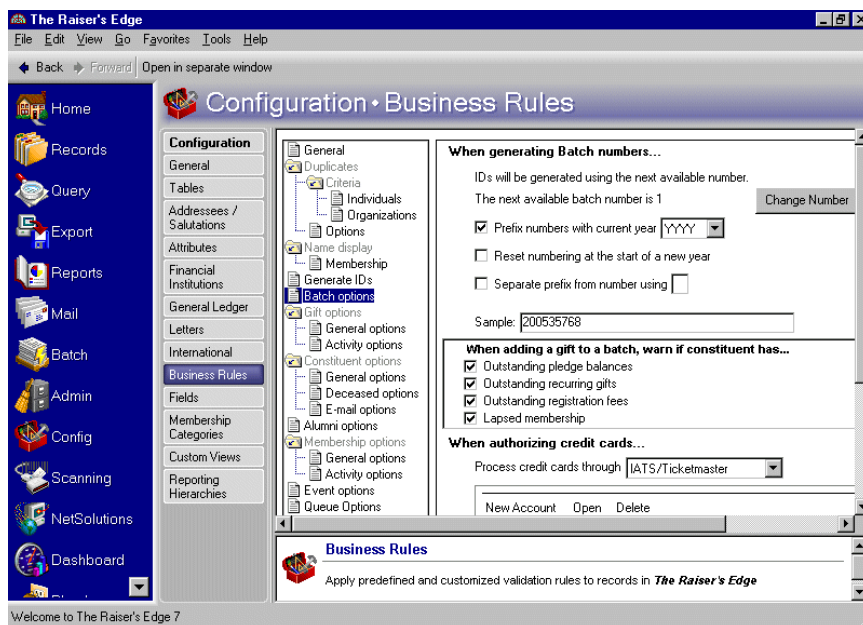 The Raiser's Edge
File Edit View Go Favorites Tools Help
Back Forward Open in separate window
Home
Records
Query
Export
Reports
Mail
Batch
Admin
Config
Scanning
NetSolutions
Dashboard
Configuration • Business Rules
Configuration
General
Tables
Addressees /
Salutations
Attributes
Financial
Institutions
General Ledger
Letters
International
Business Rules
Fields
Membership
Categories
Custom Views
Reporting
Hierarchies
General
Duplicates
Criteria
Individuals
Organizations
Options
Name display
Membership
Generate IDs
Batch options
Gift options
General options
Activity options
Constituent options
General options
Deceased options
E-mail options
Alumni options
Membership options
General options
Activity options
Event options
Queue Options
When generating Batch numbers...
IDs will be generated using the next available number.
The next available batch number is 1 Change Number
Prefix numbers with current year YYYY
Reset numbering at the start of a new year
Separate prefix from number using
Sample: 200535768
When adding a gift to a batch, warn if constituent has...
Outstanding pledge balances
Outstanding recurring gifts
Outstanding registration fees
Lapsed membership
When authorizing credit cards...
Process credit cards through IATS/Ticketmaster
New Account Open Delete
Business Rules
Apply predefined and customized validation rules to records in The Raiser's Edge
Welcome to The Raiser's Edge 7